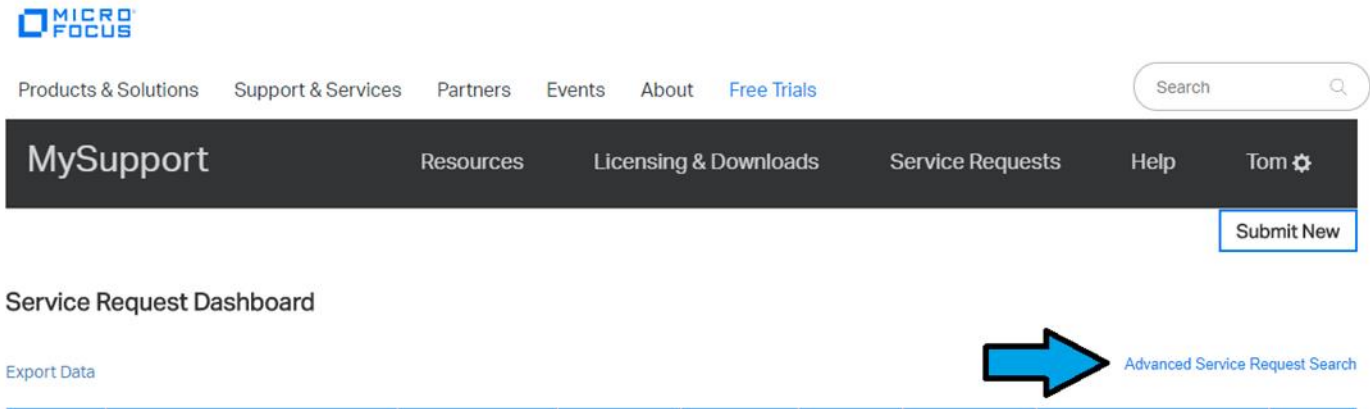 MICRO
FOCUS
Products & Solutions Support & Services Partners Events About Free Trials Search
MySupport Resources Licensing & Downloads Service Requests Help Tom
Submit New
Service Request Dashboard
Export Data Advanced Service Request Search